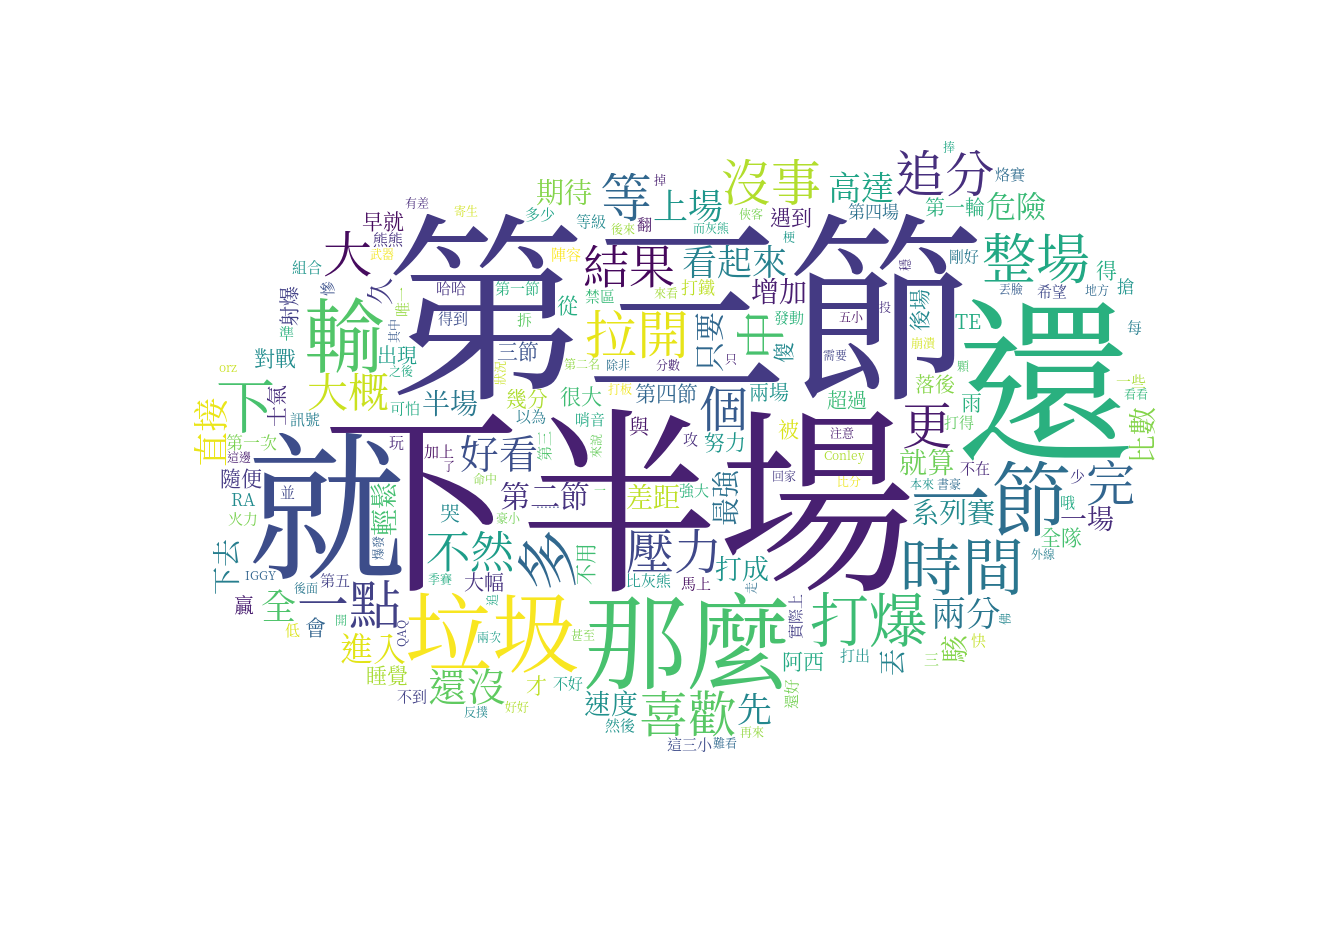 捧
沒事
追分
烙賽
掉
期待
等
上場
高達
第一輪
危險
有差
寄生
多少
等級
後來
翻
而灰熊
俠客
遇到
第四場
早就
熊熊
武器
大
陣容
第三節
梗
結果
看起來
穩
剛好
整場
得
組合
久
哈哈
第一節
從
禁區
來看
打鐵
增加
投
後場
丟臉
希望
地方
搶
射爆
慘
唯一
得到
拆
拉開
只要
中
發動
五小
TE
每
準
其中
輸
還
對戰
出現
之後
三節
狀況
第二名
除非
分數
只
傻
需要
崩潰
顆
orz
下
士氣
大概
可怕
半場
幾分
很大
第四節
個
兩場
超過
落後
雨
一些
看看
直接
訊號
以為
哨音
與
攻
努力
被
注意
更
打得
比數
第一次
這邊
就
玩
加上
了
好看
第三
來說
下半場
Conley
就算
不在
少
隨便
命中
回家
比分
本來
書豪
節
完
RA
並
輕鬆
第二節
一
差距
強大
最強
系列賽
哦
一場
火力
哭
豪小
全隊
下去
爆發
不然
多
不用
壓力
打成
時間
外線
IGGY
後面
第五
季賽
大幅
比灰熊
馬上
走
贏
全
一點
追
垃圾
那麼
實際上
打爆
兩分
低
會
開
QAQ
兩次
甚至
進入
阿西
打出
丟
駭
三
快
睡覺
還沒
才
不好
還好
不到
反撲
好好
速度
然後
喜歡
先
再來
這三小
難看